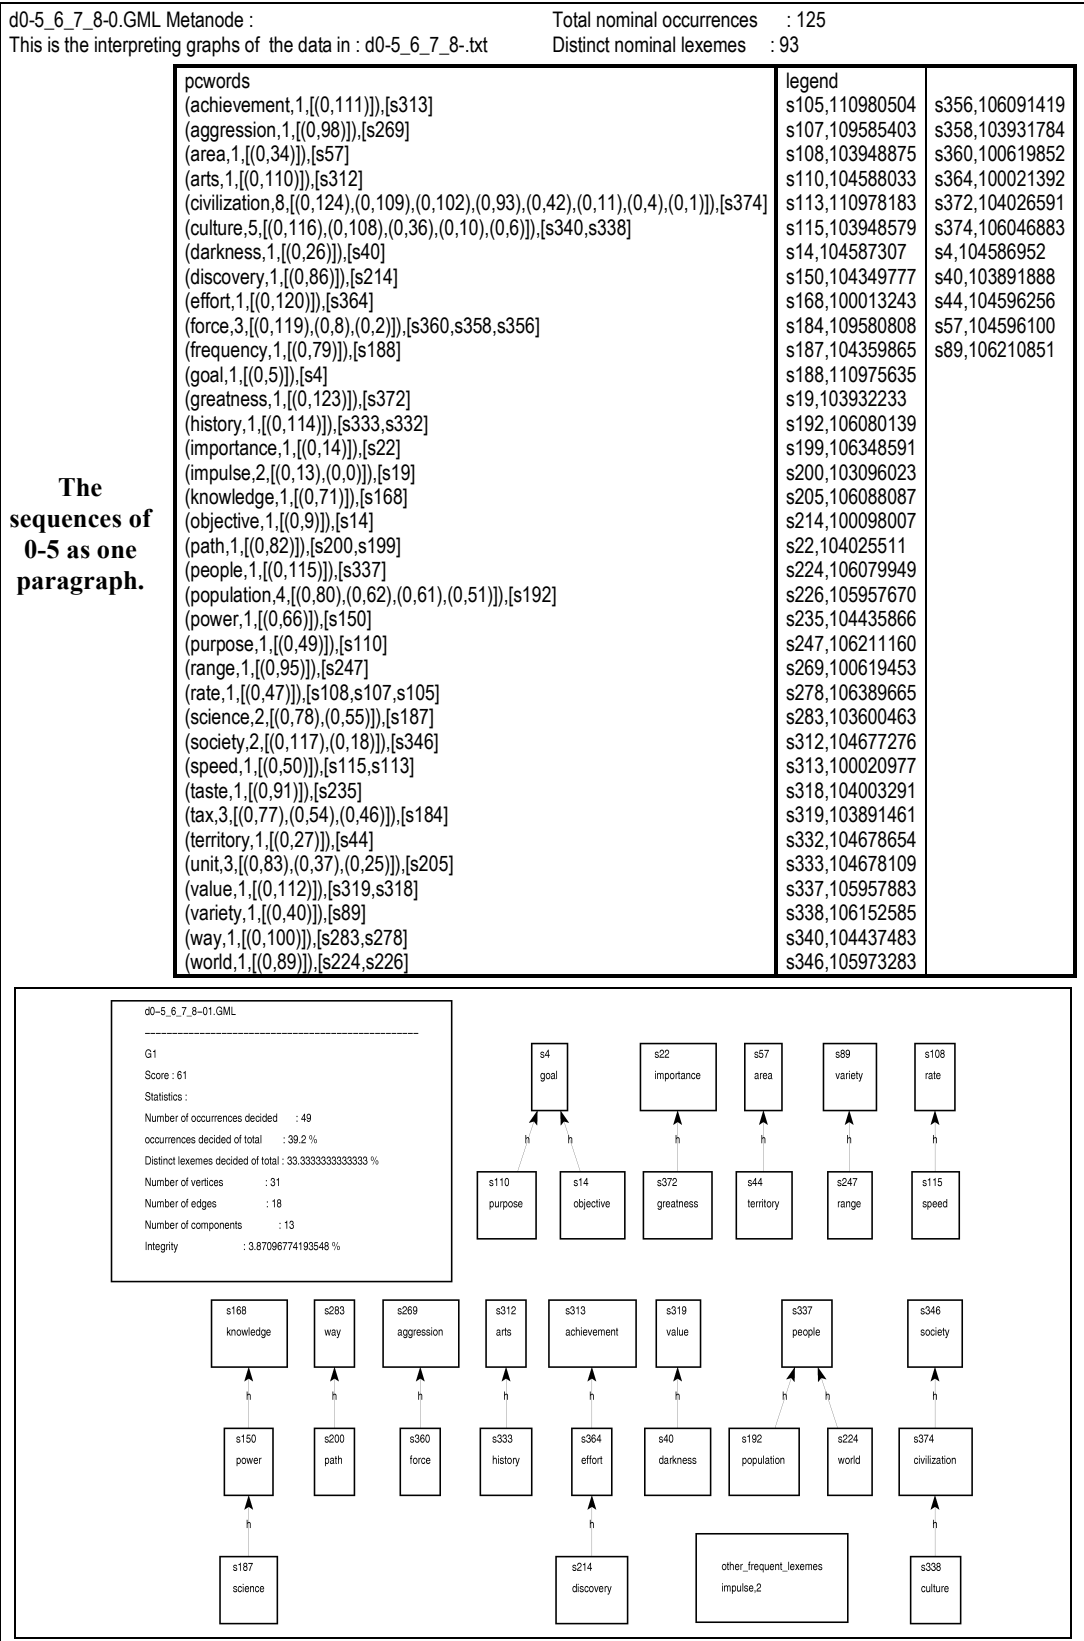 d0-5_6_7_8-0.GML Metanode :
Total nominal occurrences : 125
This is the interpreting graphs of the data in : d0-5_6_7_8-.txt
Distinct nominal lexemes : 93
The
sequences of
0-5 as one
paragraph.
pcwords
(achievement,1,[(0,111)]),[s313]
(aggression,1,[(0,98)]),[s269]
(area,1,[(0,34)]),[s57]
(arts,1,[(0,110)]),[s312]
(civilization,8,[(0,124),(0,109),(0,102),(0,93),(0,42),(0,11),(0,4),(0,1)]),[s374]
(culture,5,[(0,116),(0,108),(0,36),(0,10),(0,6)]),[s340,s338]
(darkness,1,[(0,26)]),[s40]
(discovery,1,[(0,86)]),[s214]
(effort,1,[(0,120)]),[s364]
(force,3,[(0,119),(0,8),(0,2)]),[s360,s358,s356]
(frequency,1,[(0,79)]),[s188]
(goal,1,[(0,5)]),[s4]
(greatness,1,[(0,123)]),[s372]
(history,1,[(0,114)]),[s333,s332]
(importance,1,[(0,14)]),[s22]
(impulse,2,[(0,13),(0,0)]),[s19]
(knowledge,1,[(0,71)]),[s168]
(objective,1,[(0,9)]),[s14]
(path,1,[(0,82)]),[s200,s199]
(people,1,[(0,115)]),[s337]
(population,4,[(0,80),(0,62),(0,61),(0,51)]),[s192]
(power,1,[(0,66)]),[s150]
(purpose,1,[(0,49)]),[s110]
(range,1,[(0,95)]),[s247]
(rate,1,[(0,47)]),[s108,s107,s105]
(science,2,[(0,78),(0,55)]),[s187]
(society,2,[(0,117),(0,18)]),[s346]
(speed,1,[(0,50)]),[s115,s113]
(taste,1,[(0,91)]),[s235]
(tax,3,[(0,77),(0,54),(0,46)]),[s184]
(territory,1,[(0,27)]),[s44]
(unit,3,[(0,83),(0,37),(0,25)]),[s205]
(value,1,[(0,112)]),[s319,s318]
(variety,1,[(0,40)]),[s89]
(way,1,[(0,100)]),[s283,s278]
(world,1,[(0,89)]),[s224,s226]
legend
s105,110980504
s107,109585403
s108,103948875
s110,104588033
s113,110978183
s115,103948579
s14,104587307
s150,104349777
s168,100013243
s184,109580808
s187,104359865
s188,110975635
s19,103932233
s192,106080139
s199,106348591
s200,103096023
s205,106088087
s214,100098007
s22,104025511
s224,106079949
s226,105957670
s235,104435866
s247,106211160
s269,100619453
s278,106389665
s283,103600463
s312,104677276
s313,100020977
s318,104003291
s319,103891461
s332,104678654
s333,104678109
s337,105957883
s338,106152585
s340,104437483
s346,105973283
s356,106091419
s358,103931784
s360,100619852
s364,100021392
s372,104026591
s374,106046883
s4,104586952
s40,103891888
s44,104596256
s57,104596100
s89,106210851
d0–5_6_7_8–01.GML
--------------------------------------------------
G1
Score : 61
Statistics :
Number of occurrences decided : 49
occurrences decided of total : 39.2 %
Distinct lexemes decided of total : 33.3333333333333 %
Number of vertices : 31
Number of edges : 18
Number of components : 13
Integrity : 3.87096774193548 %
s4 s22 s57 s89 s108
goal importance area variety rate
h h h h h h
s110 s14 s372 s44 s247 s115
purpose objective greatness territory range speed
s168 s283 s269 s312 s313 s319 s337 s346
knowledge way aggression arts achievement value people society
h h h h h h h h h
s150 s200 s360 s333 s364 s40 s192 s224 s374
power path force history effort darkness population world civilization
h h h
s187 s214 other_frequent_lexemes s338
science discovery impulse,2 culture